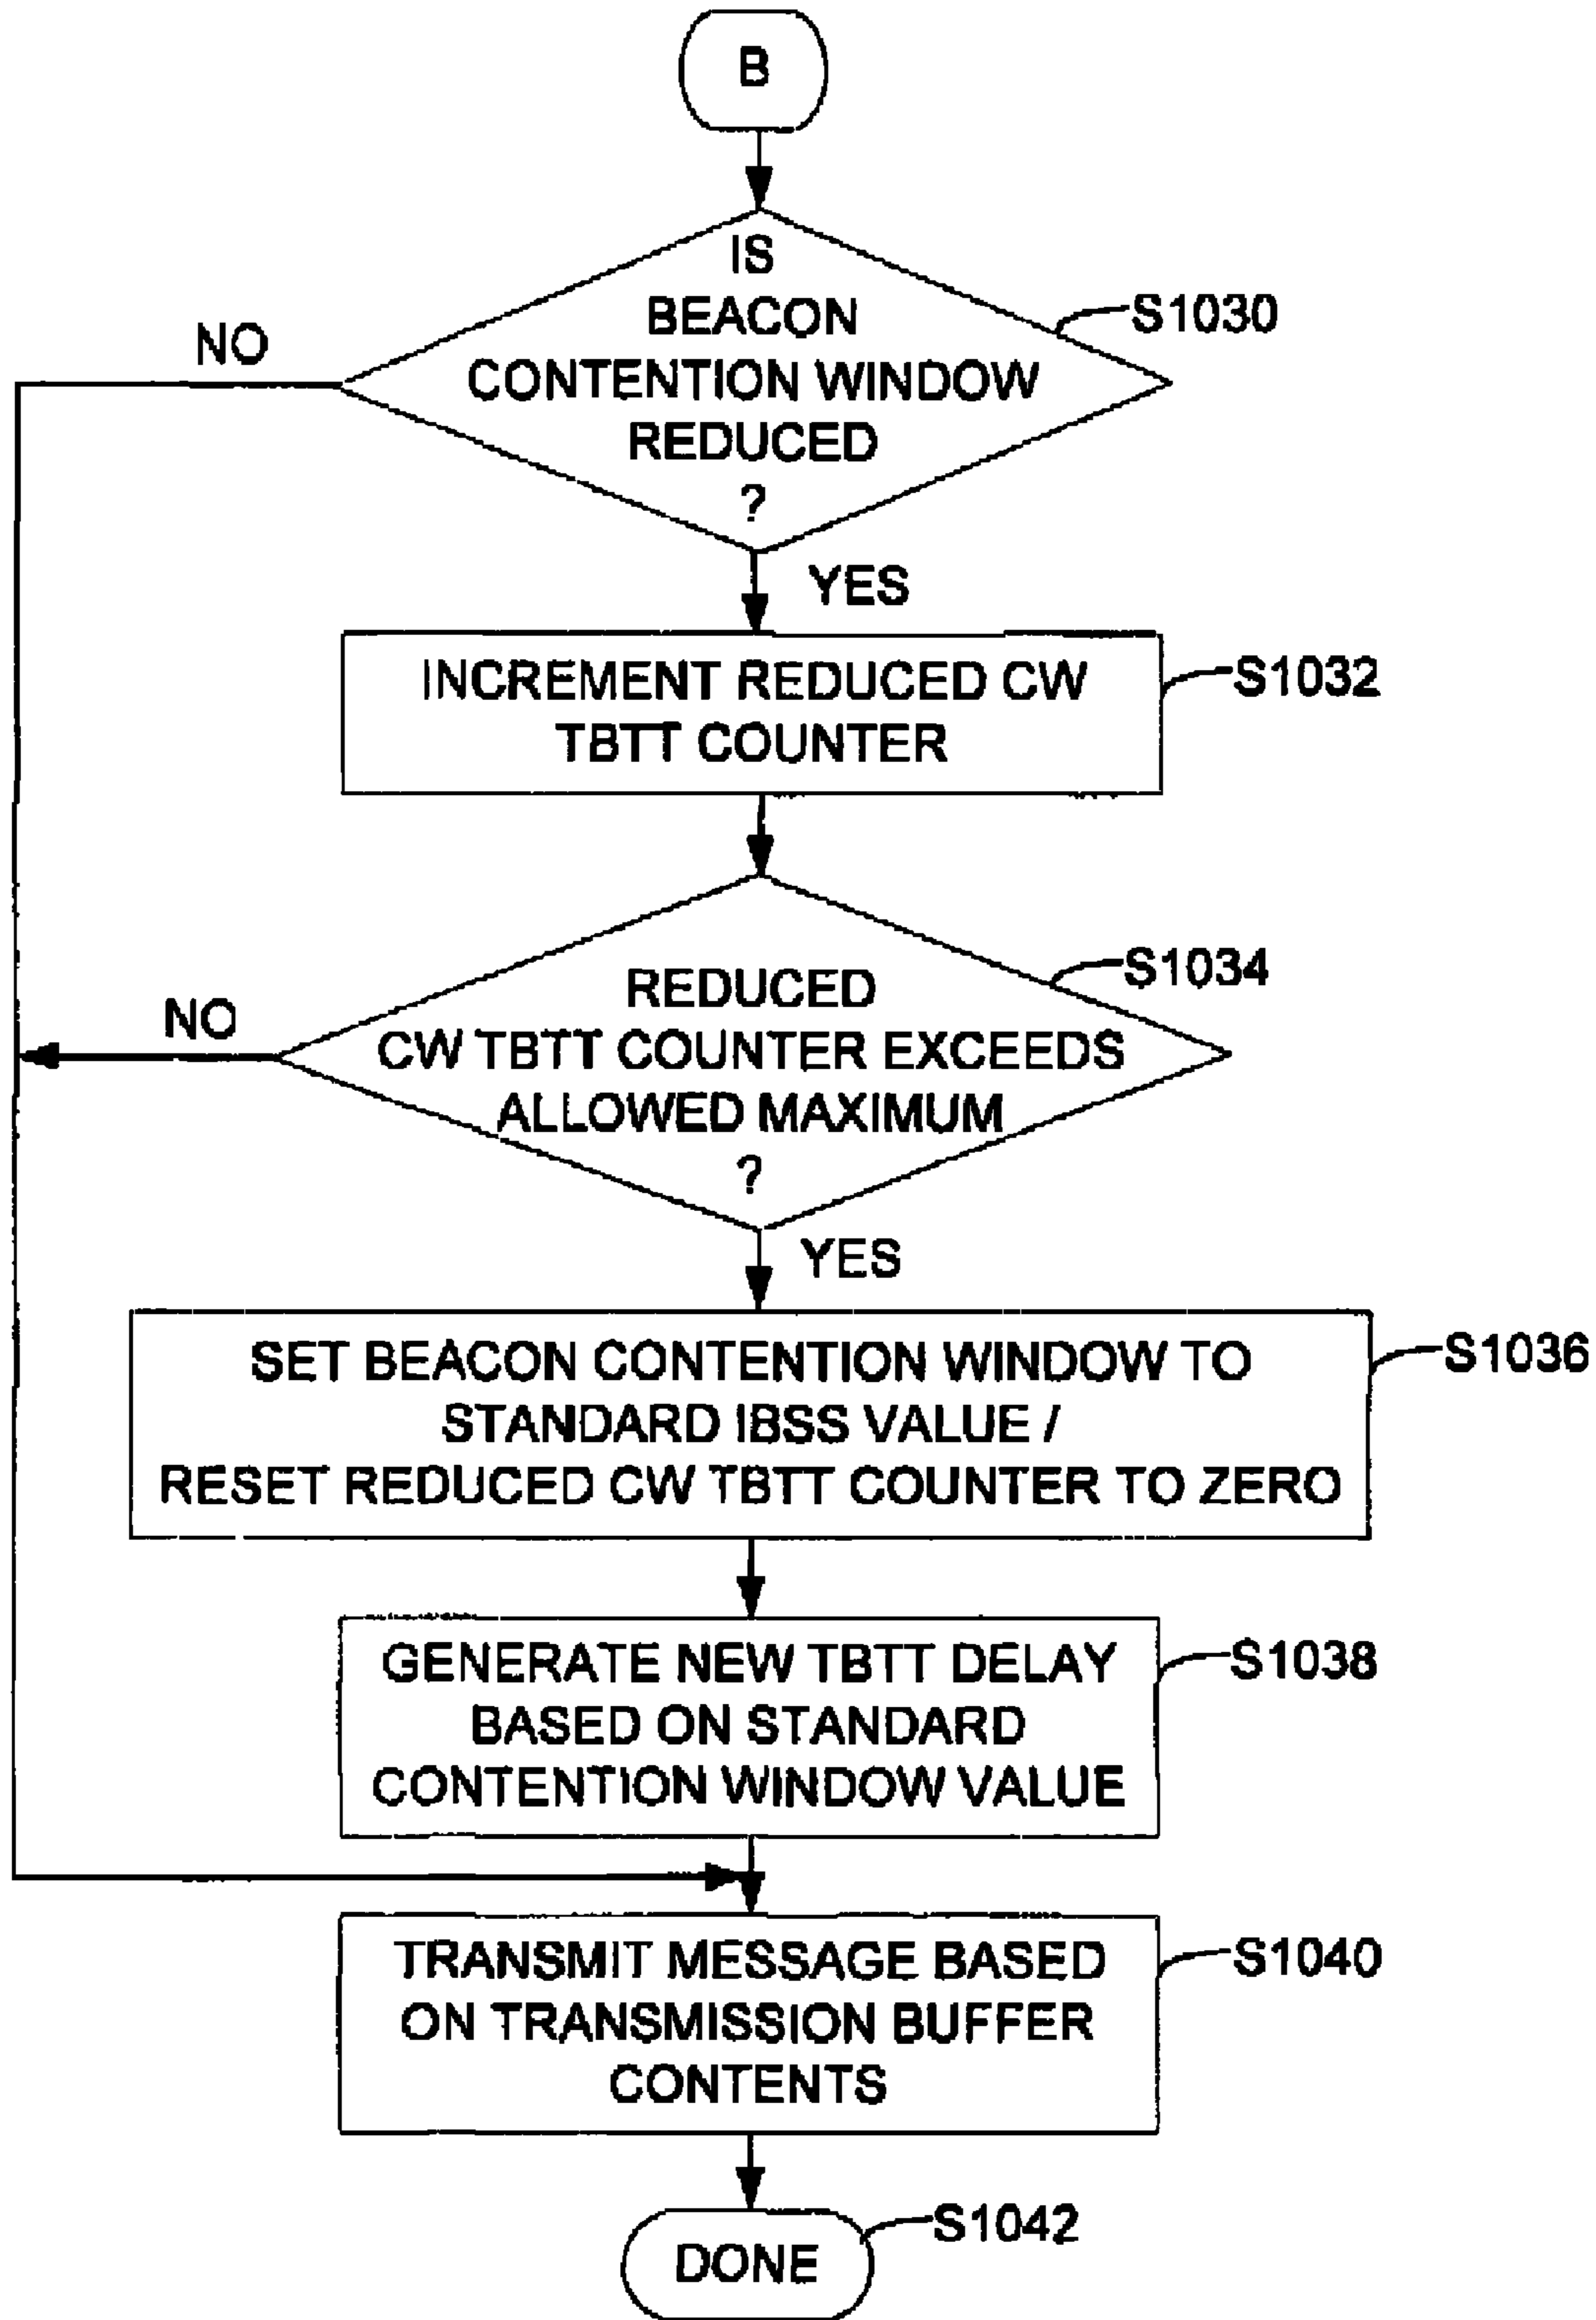 B
IS
BEACON
CONTENTION WINDOW
REDUCED
?
S1030
NO
YES
INCREMENT REDUCED CW
TBTT COUNTER
S1032
REDUCED
CW TBTT COUNTER EXCEEDS
ALLOWED MAXIMUM
?
S1034
NO
YES
SET BEACON CONTENTION WINDOW TO
STANDARD IBSS VALUE /
RESET REDUCED CW TBTT COUNTER TO ZERO
S1036
GENERATE NEW TBTT DELAY
BASED ON STANDARD
CONTENTION WINDOW VALUE
S1038
TRANSMIT MESSAGE BASED
ON TRANSMISSION BUFFER
CONTENTS
S1040
DONE
S1042